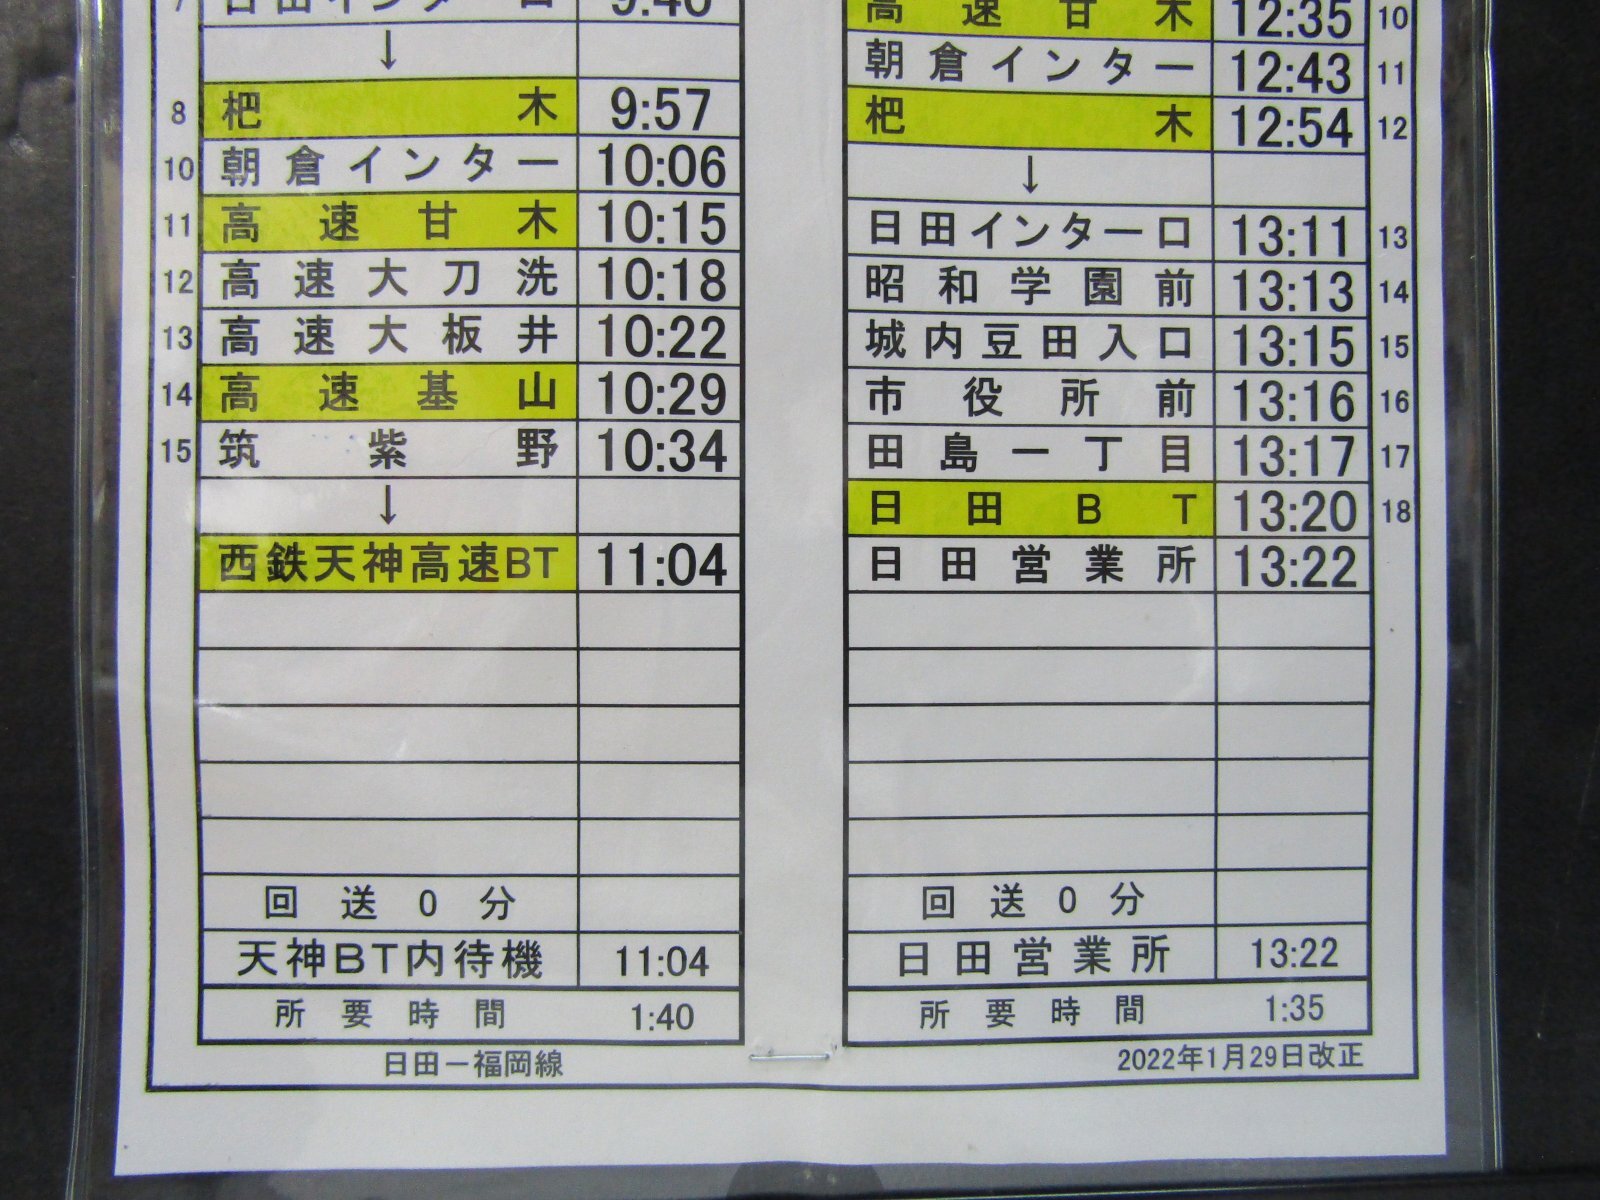 7 日田インター口 9:40
↓
8 杷木 9:57
10 朝倉インター 10:06
11 高速甘木 10:15
12 高速大刀洗 10:18
13 高速大板井 10:22
14 高速基山 10:29
15 筑紫野 10:34
↓
西鉄天神高速BT 11:04
回送0分
天神BT内待機 11:04
所要時間 1:40
日田－福岡線
高速甘木 12:35 10
朝倉インター 12:43 11
杷木 12:54 12
↓
日田インター口 13:11 13
昭和学園前 13:13 14
城内豆田入口 13:15 15
市役所前 13:16 16
田島一丁目 13:17 17
日田BT 13:20 18
日田営業所 13:22
回送0分
日田営業所 13:22
所要時間 1:35
2022年1月29日改正